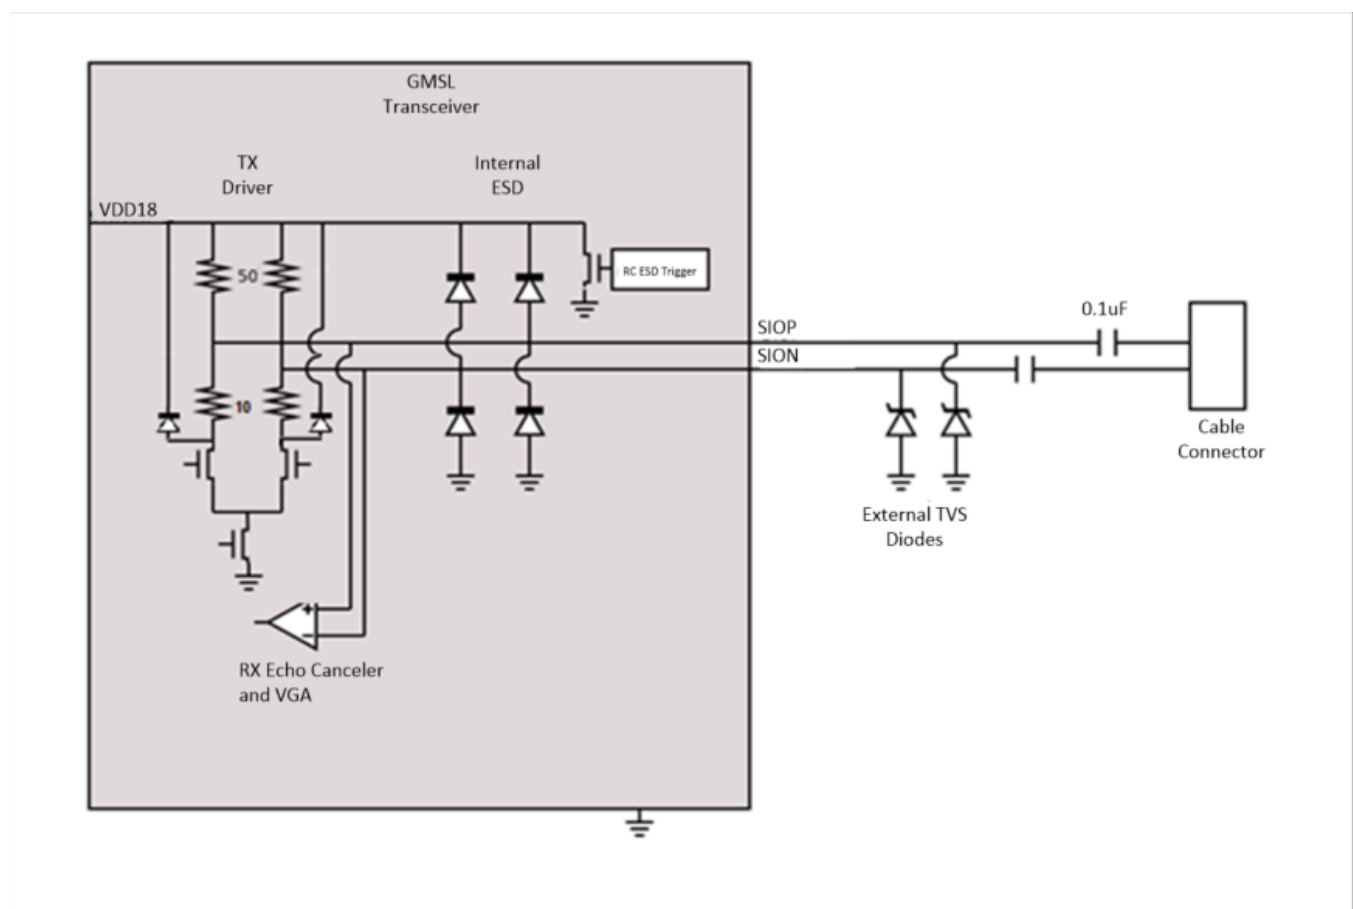 GMSL
Transceiver
TX
Driver
Internal
ESD
VDD18
50
RC ESD Trigger
SIOP
SION
0.1uF
10
Cable
Connector
External TVS
Diodes
+
−
RX Echo Canceler
and VGA